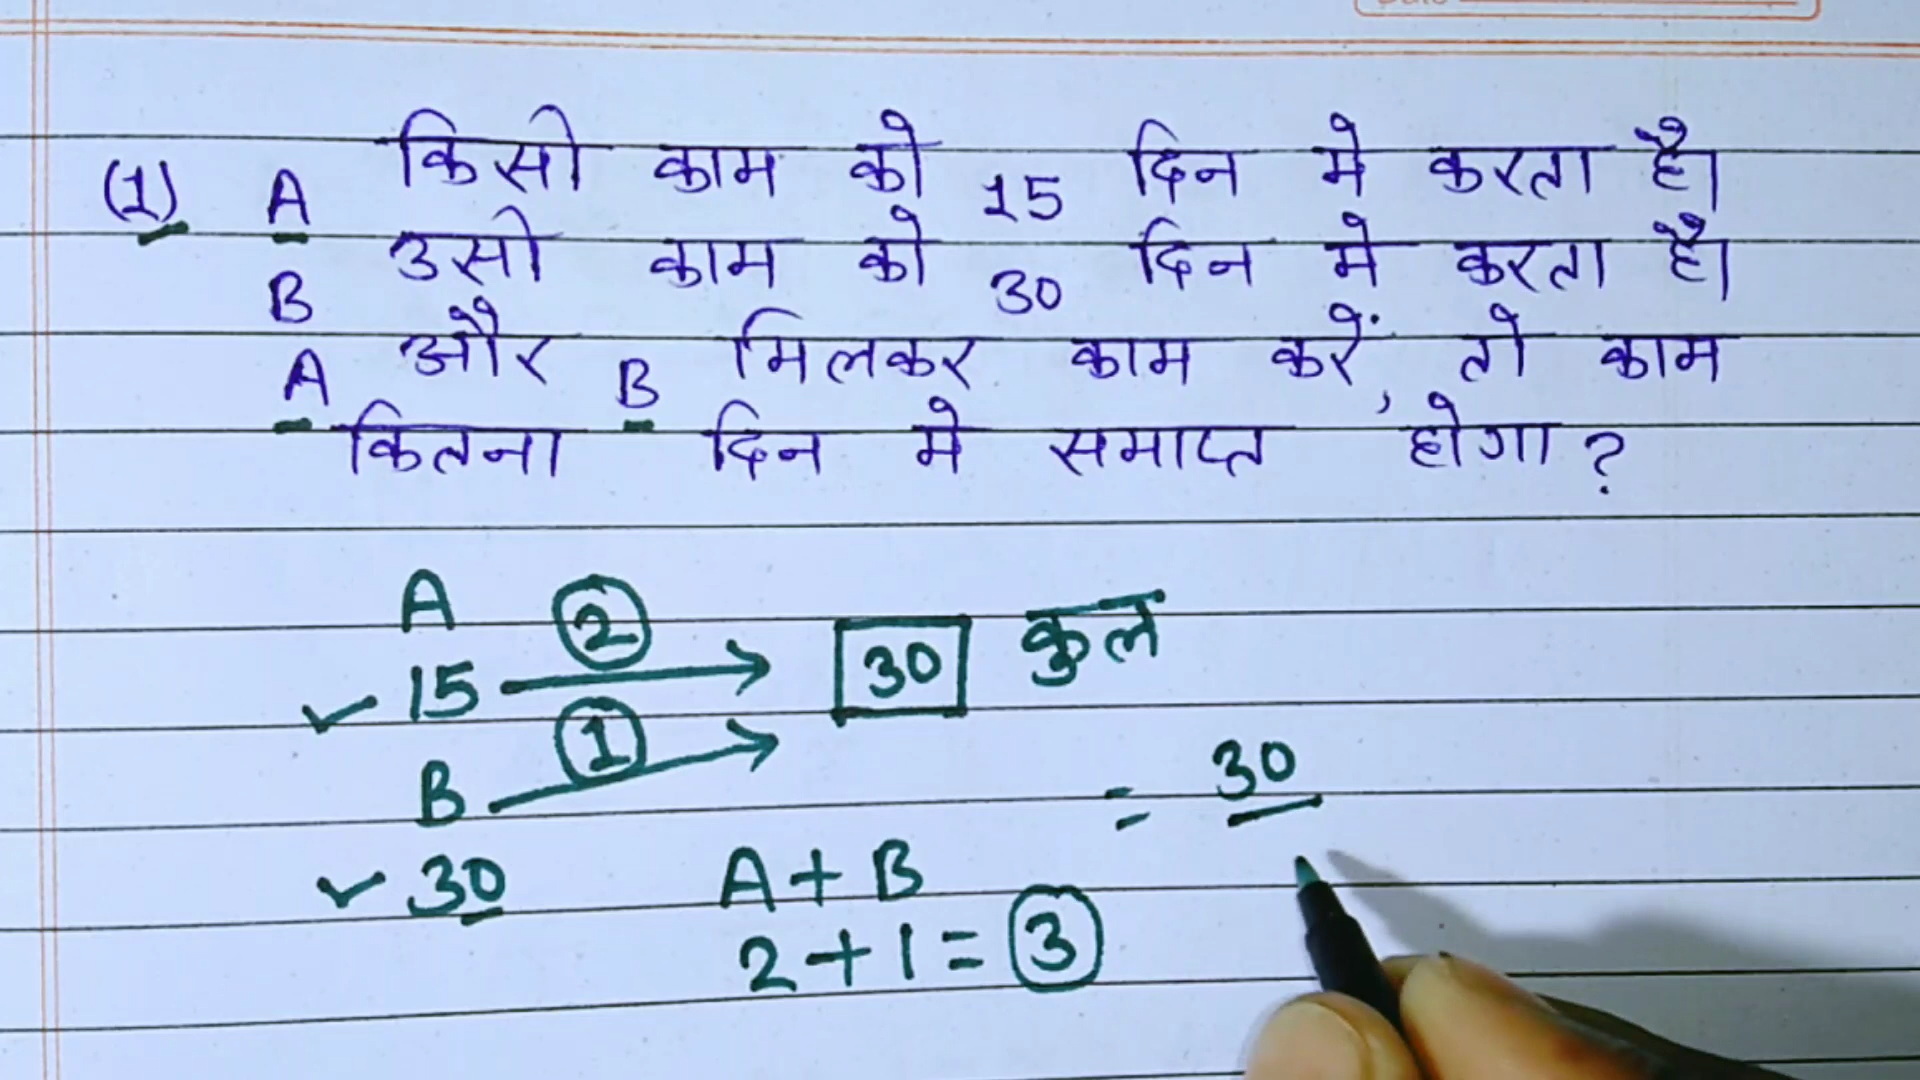 (1) A किसी काम को 15 दिन मे करता है।
B उसी काम को 30 दिन मे करता है।
A और B मिलकर काम करें, तो काम
कितना दिन मे समाप्त होगा?
A
2
15
30 कुल
1
B
= 30
30
A + B
2 + 1 = 3